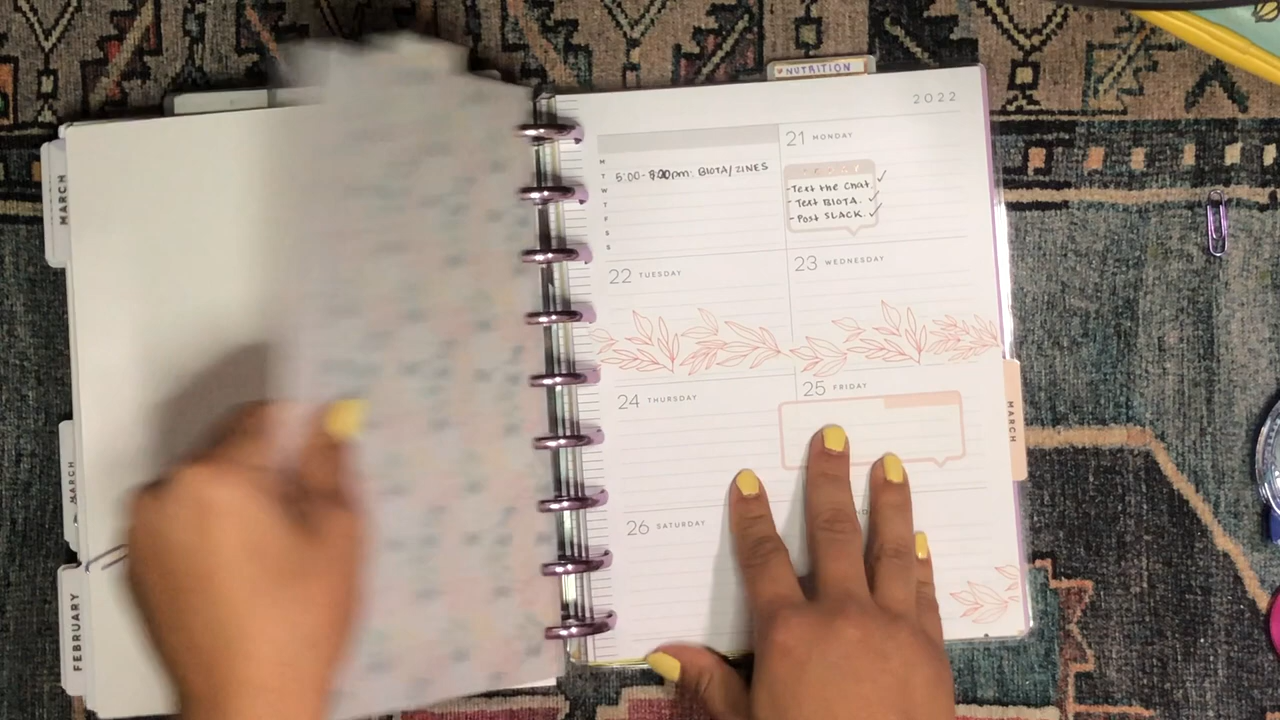 NUTRITION
2022
MARCH
MARCH
FEBRUARY
M
T
W
T
F
S
S
5:00- 8:00pm: BIOTA/ZINES
21 MONDAY
-Text the Chat. ✓
- Text BIOTA. ✓
- Post SLACK. ✓
22 TUESDAY
23 WEDNESDAY
24 THURSDAY
25 FRIDAY
26 SATURDAY
MARCH